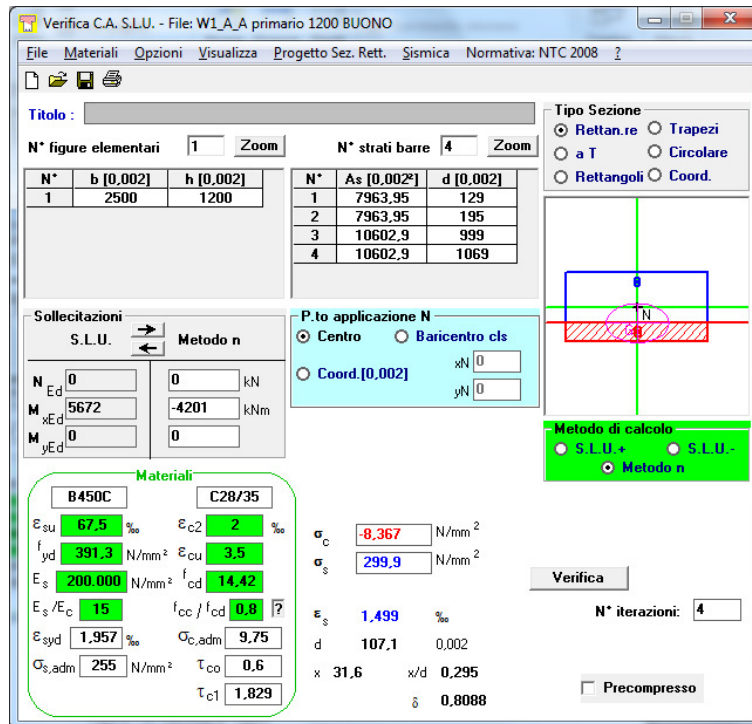 Verifica C.A. S.L.U. - File: W1_A_A primario 1200 BUONO
File Materiali Opzioni Visualizza Progetto Sez. Rett. Sismica Normativa: NTC 2008 ?
Titolo :
N° figure elementari 1 Zoom
N° strati barre 4 Zoom
N° b [0,002] h [0,002]
1 2500 1200
N° As [0,002²] d [0,002]
1 7963,95 129
2 7963,95 195
3 10602,9 999
4 10602,9 1069
Tipo Sezione
Rettan.re Trapezi
a T Circolare
Rettangoli Coord.
N
Sollecitazioni
S.L.U. Metodo n
N Ed 0 0 kN
M xEd 5672 -4201 kNm
M yEd 0 0
P.to applicazione N
Centro Baricentro cls
Coord.[0,002]
xN 0
yN 0
Metodo di calcolo
S.L.U.+ S.L.U.-
Metodo n
Materiali
B450C C28/35
εsu 67,5 ‰ εc2 2 ‰
fyd 391,3 N/mm² εcu 3,5
Es 200.000 N/mm² fcd 14,42
Es/Ec 15 fcc/fcd 0,8 ?
εsyd 1,957 ‰ σc,adm 9,75
σs,adm 255 N/mm² τco 0,6
τc1 1,829
σc -8,367 N/mm²
σs 299,9 N/mm²
εs 1,499 ‰
d 107,1 0,002
x 31,6 x/d 0,295
δ 0,8088
Verifica
N° iterazioni: 4
Precompresso